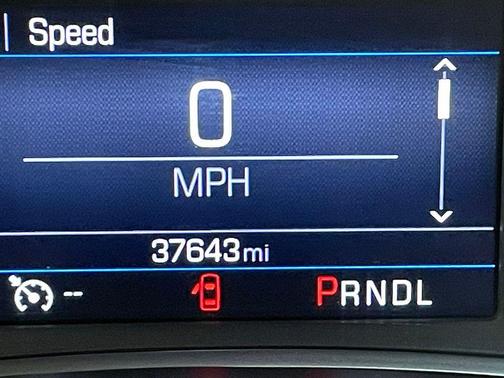 Speed
0
MPH
37643mi
-- PRNDL